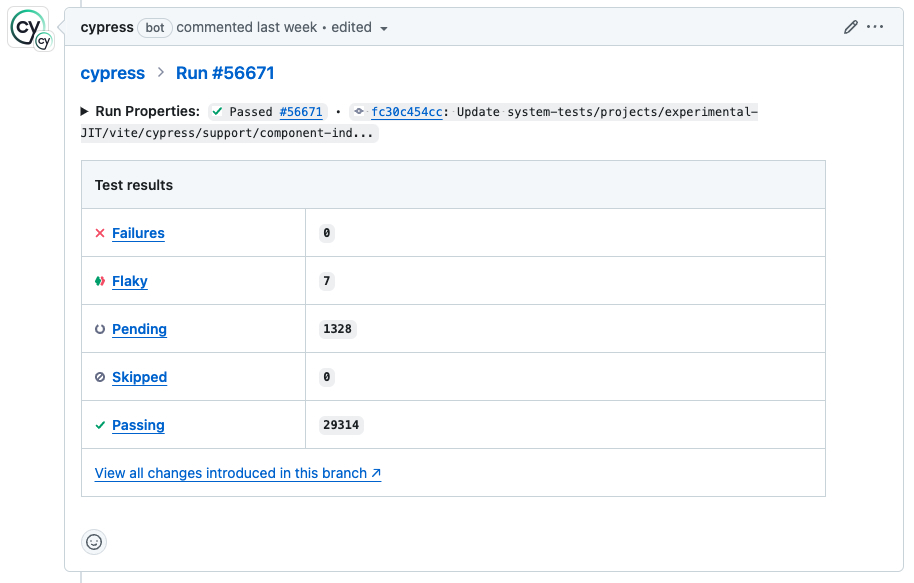 cy
cy
cypress bot commented last week • edited
cypress > Run #56671
Run Properties: Passed #56671 • fc30c454cc: Update system-tests/projects/experimental-
JIT/vite/cypress/support/component-ind...
Test results
Failures 0
Flaky 7
Pending 1328
Skipped 0
Passing 29314
View all changes introduced in this branch ↗